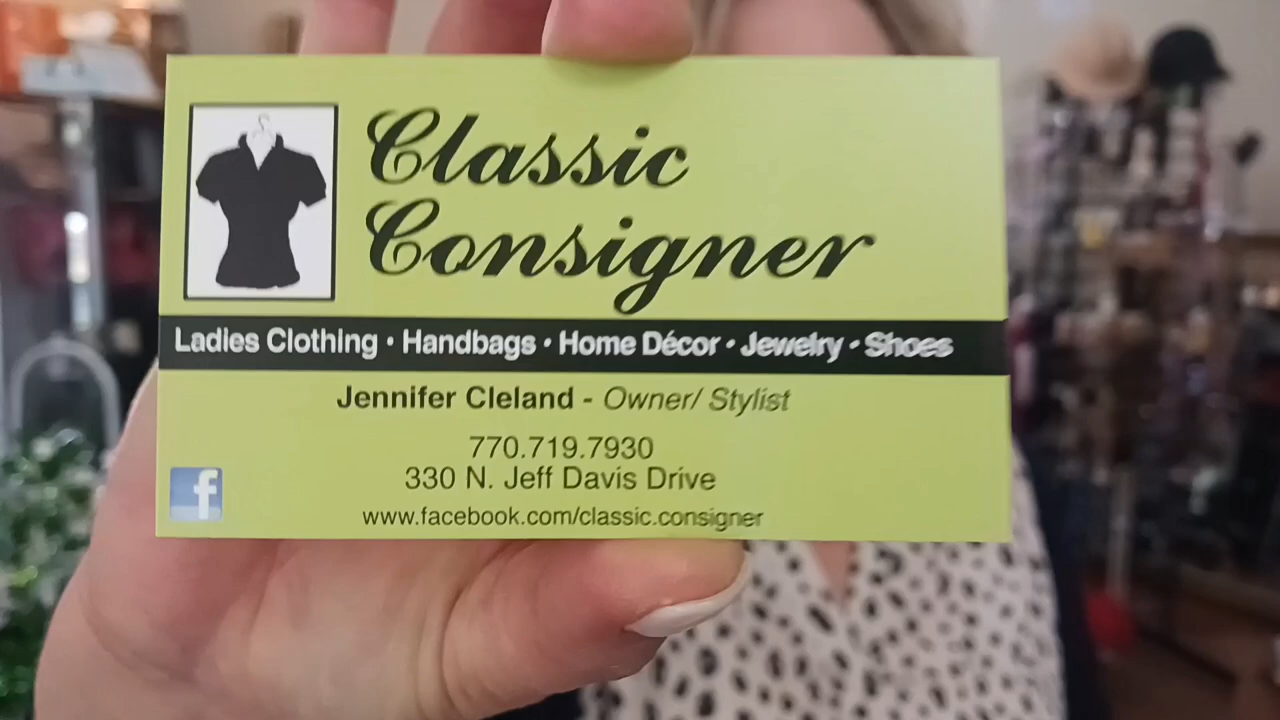 Classic
Consigner
Ladies Clothing • Handbags • Home Décor • Jewelry • Shoes
Jennifer Cleland - Owner/ Stylist
770.719.7930
330 N. Jeff Davis Drive
f
www.facebook.com/classic.consigner